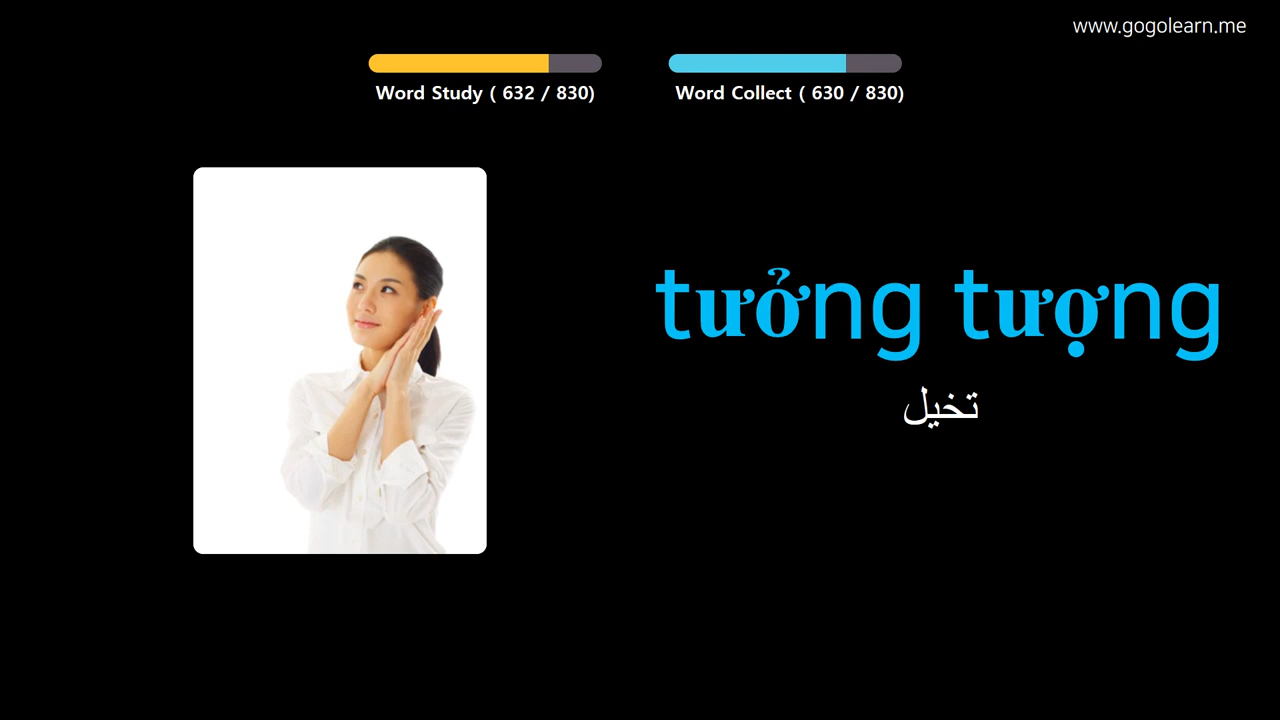 www.gogolearn.me
Word Study ( 632 / 830)
Word Collect ( 630 / 830)
tưởng tượng
تخيل